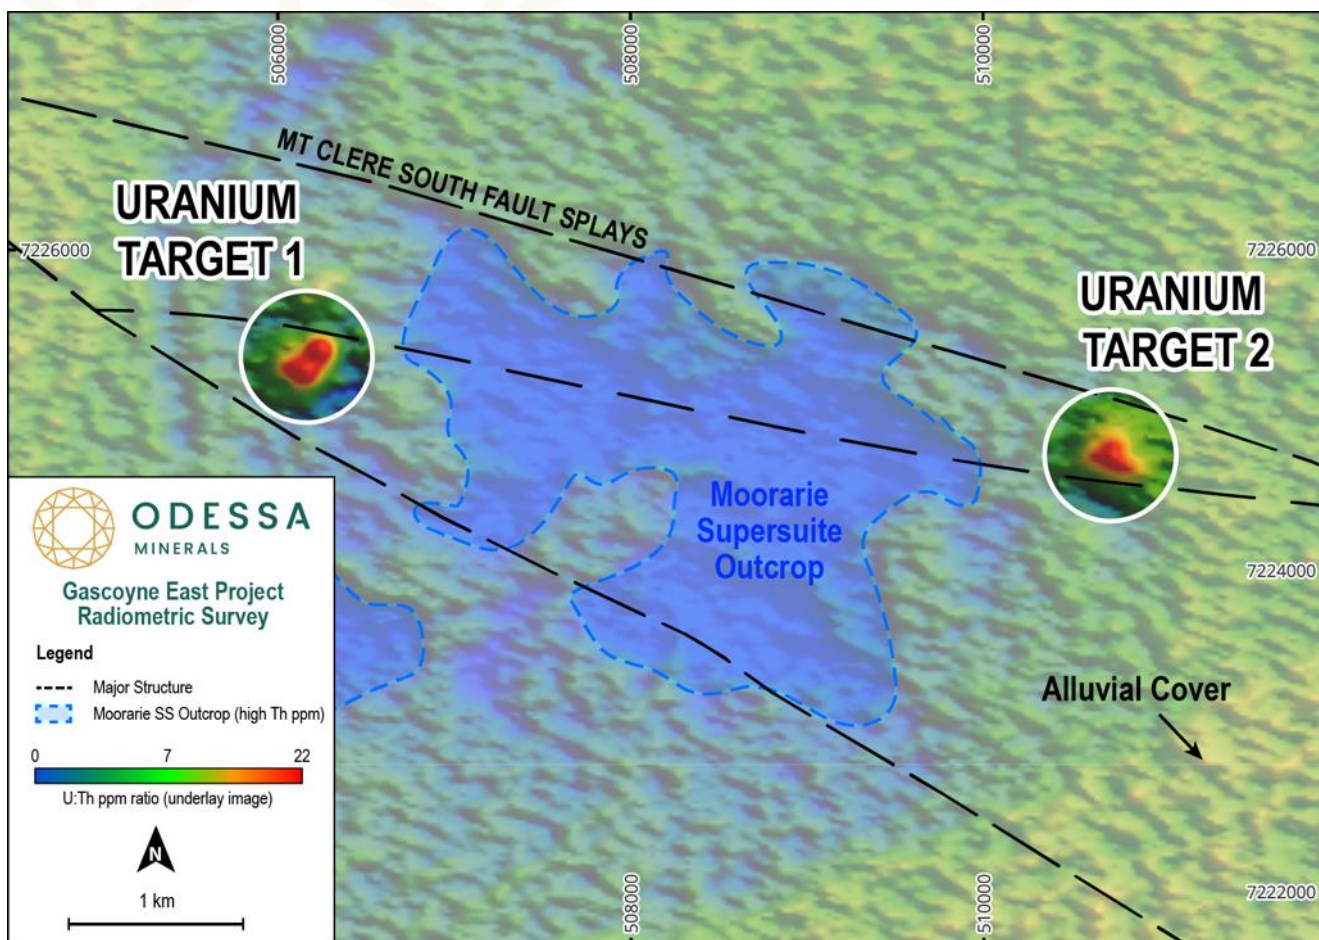 506000
508000
510000
MT CLERE SOUTH FAULT SPLAYS
URANIUM
TARGET 1
7226000
7226000
URANIUM
TARGET 2
Moorarie
Supersuite
Outcrop
7224000
Alluvial Cover
ODESSA
MINERALS
Gascoyne East Project
Radiometric Survey
Legend
Major Structure
Moorarie SS Outcrop (high Th ppm)
0 7 22
U:Th ppm ratio (underlay image)
N
1 km
508000
510000
7222000